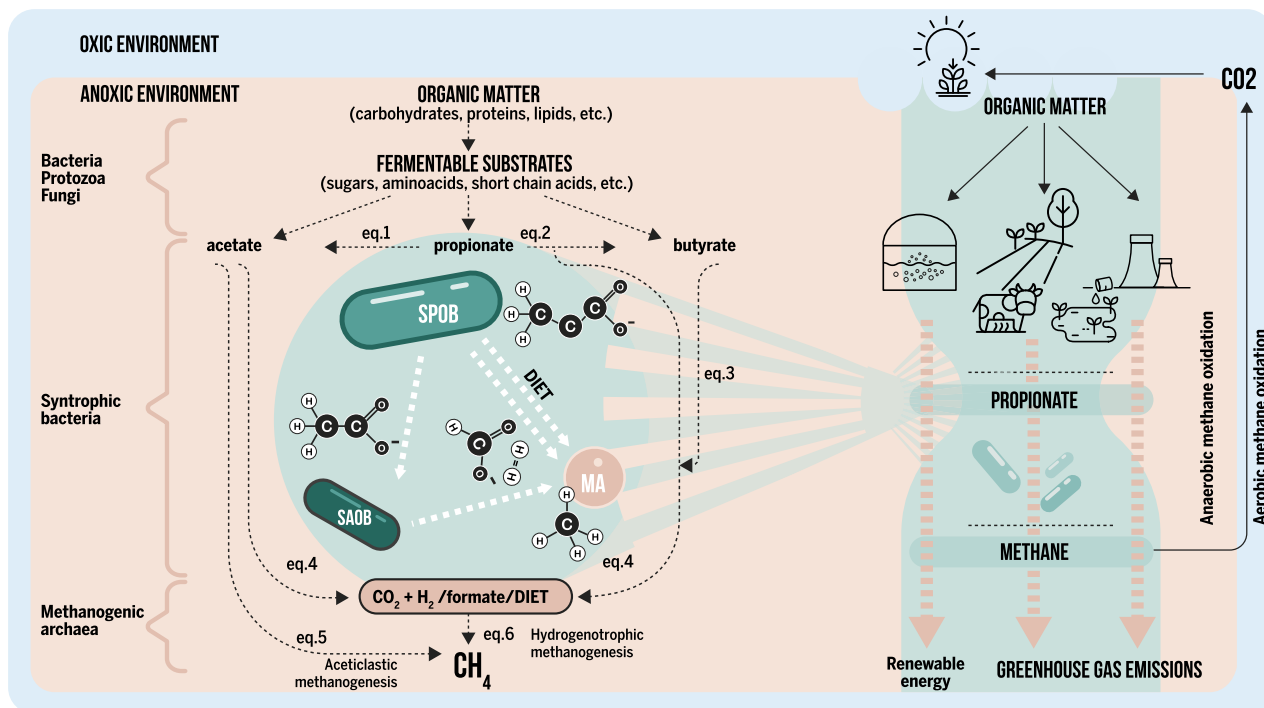 OXIC ENVIRONMENT
ANOXIC ENVIRONMENT
Bacteria
Protozoa
Fungi
Syntrophic
bacteria
Methanogenic
archaea
ORGANIC MATTER
(carbohydrates, proteins, lipids, etc.)
FERMENTABLE SUBSTRATES
(sugars, aminoacids, short chain acids, etc.)
acetate
eq.1
propionate
eq.2
butyrate
SPOB
H
H
H
C
C
C
O
O
-
DIET
eq.3
H
H
H
C
C
O
O
-
H
C
O
O
-
H
=
H
MA
SAOB
H
C
H
H
H
eq.4
eq.4
CO2 + H2 /formate/DIET
eq.5
Aceticlastic
methanogenesis
eq.6
Hydrogenotrophic
methanogenesis
CH4
CO2
ORGANIC MATTER
PROPIONATE
METHANE
Anaerobic methane oxidation
Aerobic methane oxidation
Renewable
energy
GREENHOUSE GAS EMISSIONS